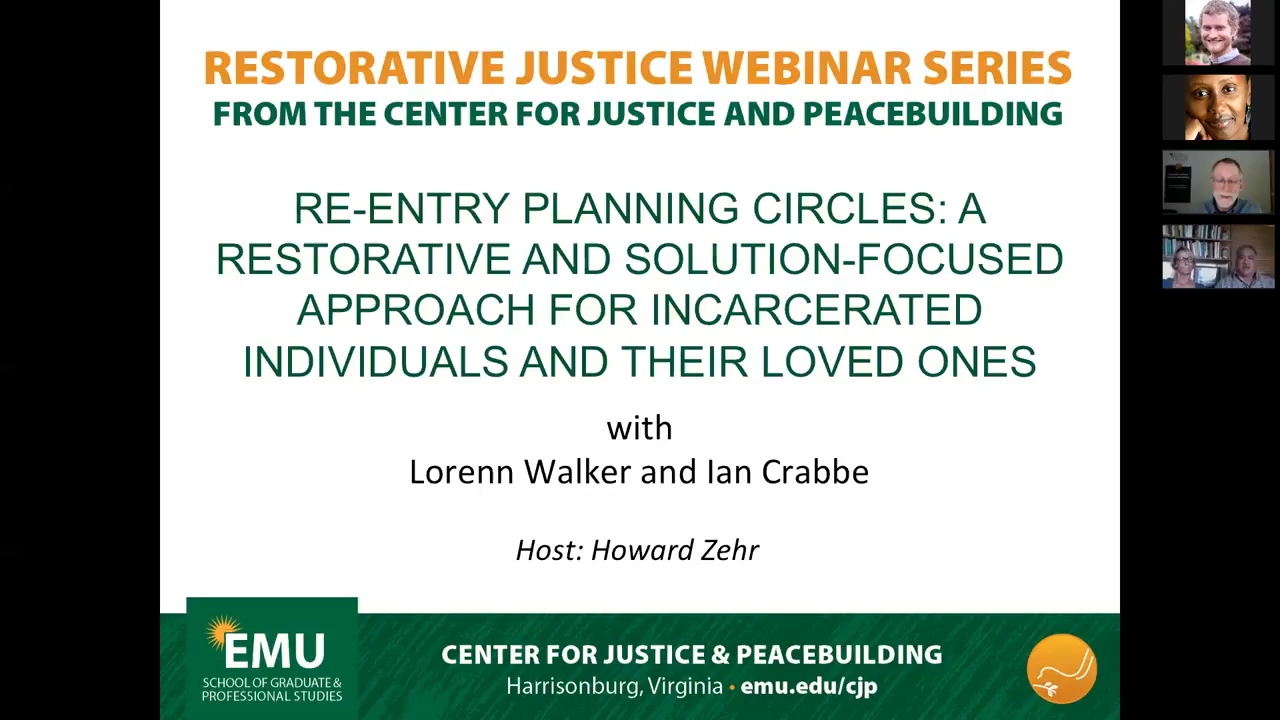 RESTORATIVE JUSTICE WEBINAR SERIES
FROM THE CENTER FOR JUSTICE AND PEACEBUILDING
RE-ENTRY PLANNING CIRCLES: A
RESTORATIVE AND SOLUTION-FOCUSED
APPROACH FOR INCARCERATED
INDIVIDUALS AND THEIR LOVED ONES
with
Lorenn Walker and Ian Crabbe
Host: Howard Zehr
EMU
SCHOOL OF GRADUATE &
PROFESSIONAL STUDIES
CENTER FOR JUSTICE & PEACEBUILDING
Harrisonburg, Virginia • emu.edu/cjp